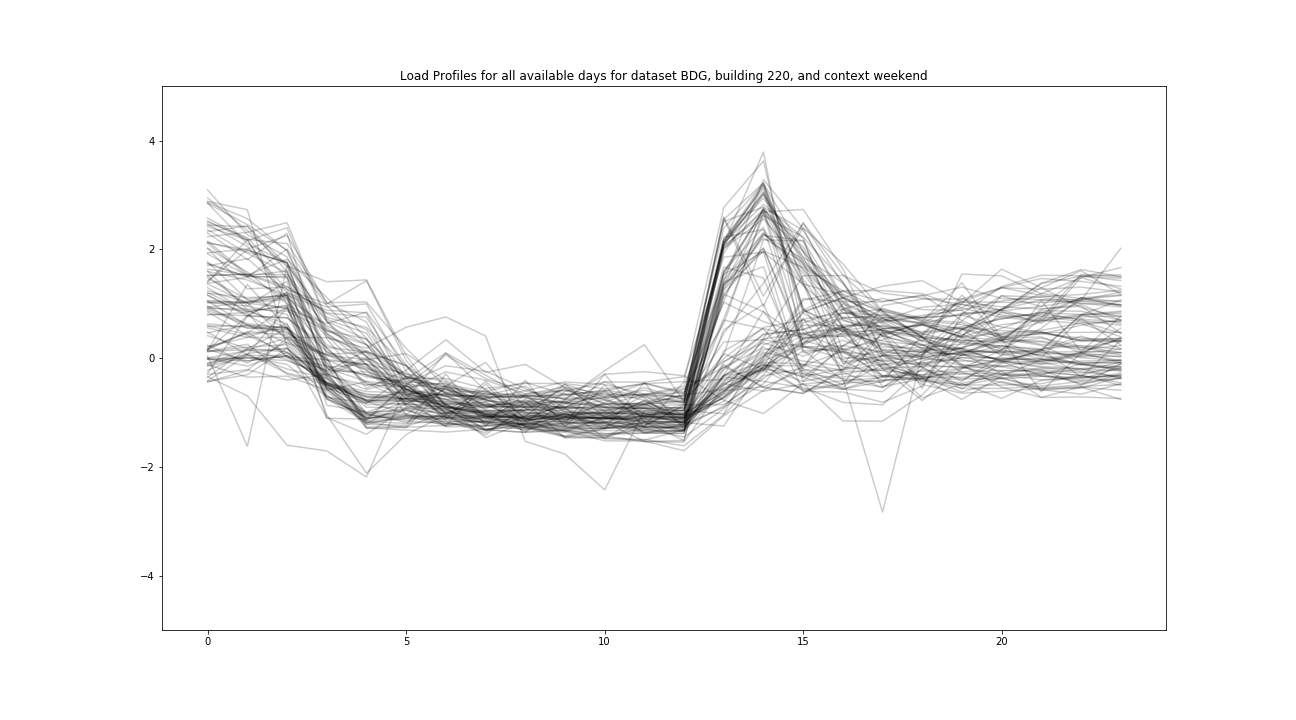 Load Profiles for all available days for dataset BDG, building 220, and context weekend
4
2
0
−2
−4
0 5 10 15 20